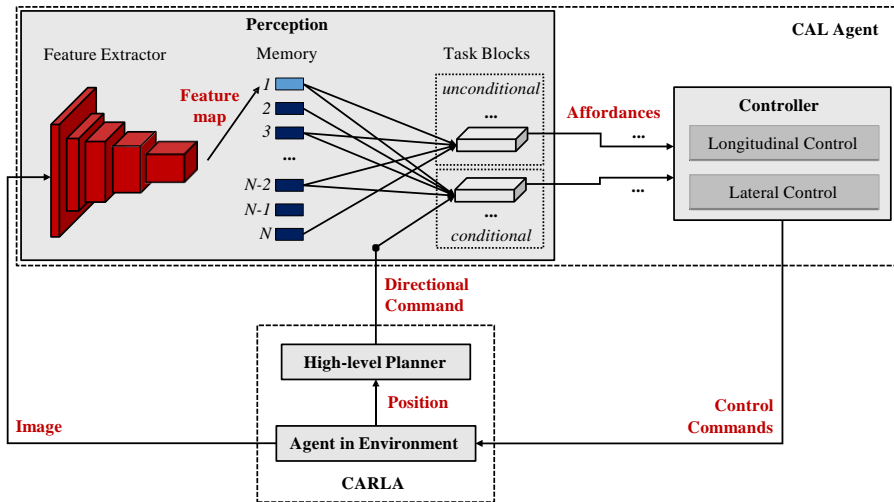 Perception
CAL Agent
Feature Extractor
Memory
Task Blocks
Feature
map
1
2
3
...
N-2
N-1
N
unconditional
...
...
conditional
Affordances
...
...
Controller
Longitudinal Control
Lateral Control
Directional
Command
High-level Planner
Position
Agent in Environment
CARLA
Image
Control
Commands